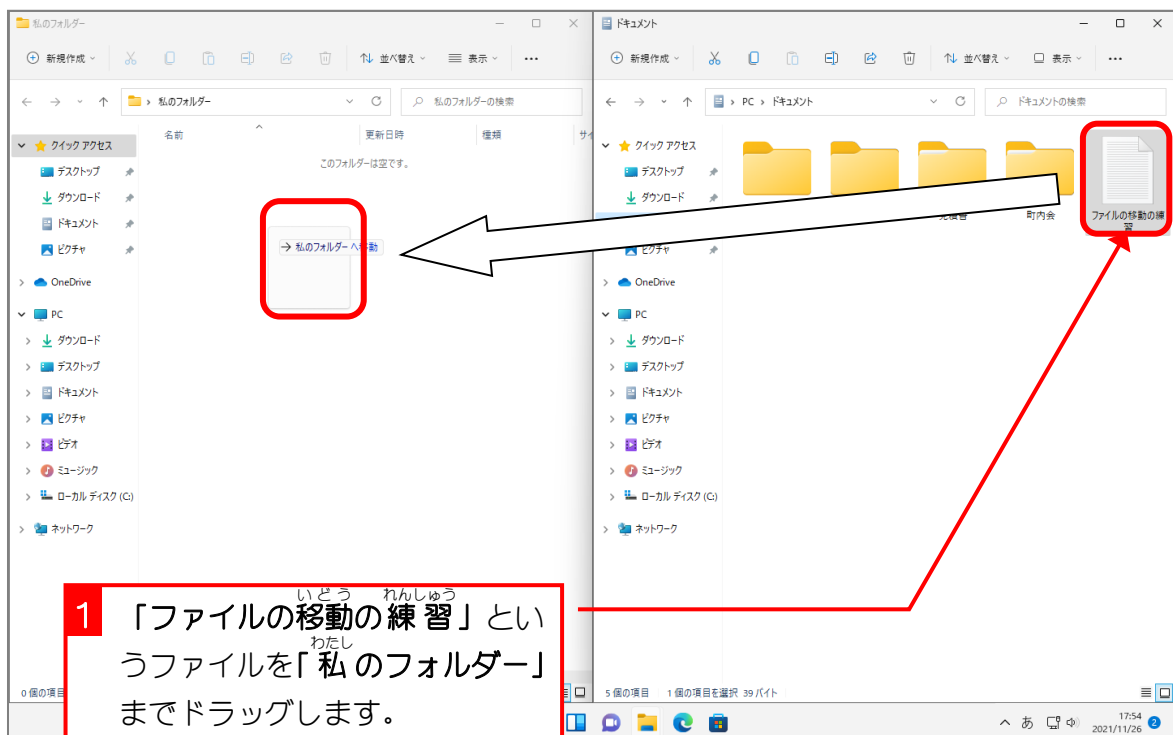 私のフォルダー
新規作成
並べ替え
表示
私のフォルダー
私のフォルダーの検索
名前
更新日時
種類
サイ
このフォルダーは空です。
クイック アクセス
デスクトップ
ダウンロード
ドキュメント
ピクチャ
OneDrive
PC
ダウンロード
デスクトップ
ドキュメント
ピクチャ
ビデオ
ミュージック
ローカル ディスク (C:)
ネットワーク
→ 私のフォルダー へ移動
0 個の項目
ドキュメント
新規作成
並べ替え
表示
PC › ドキュメント
ドキュメントの検索
クイック アクセス
デスクトップ
ダウンロード
ピクチャ
OneDrive
PC
ダウンロード
デスクトップ
ドキュメント
ピクチャ
ビデオ
ミュージック
ローカル ディスク (C:)
ネットワーク
町内会
ファイルの移動の練
習
5 個の項目
1 個の項目を選択 39 バイト
1
いどう れんしゅう
「ファイルの移動の練習」とい
わたし
うファイルを「私のフォルダー」
までドラッグします。
あ
17:54
2021/11/26
2